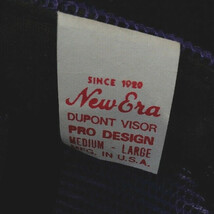 SINCE 1920
New Era
DUPONT VISOR
PRO DESIGN
MEDIUM - LARGE
MFG. IN U.S.A.